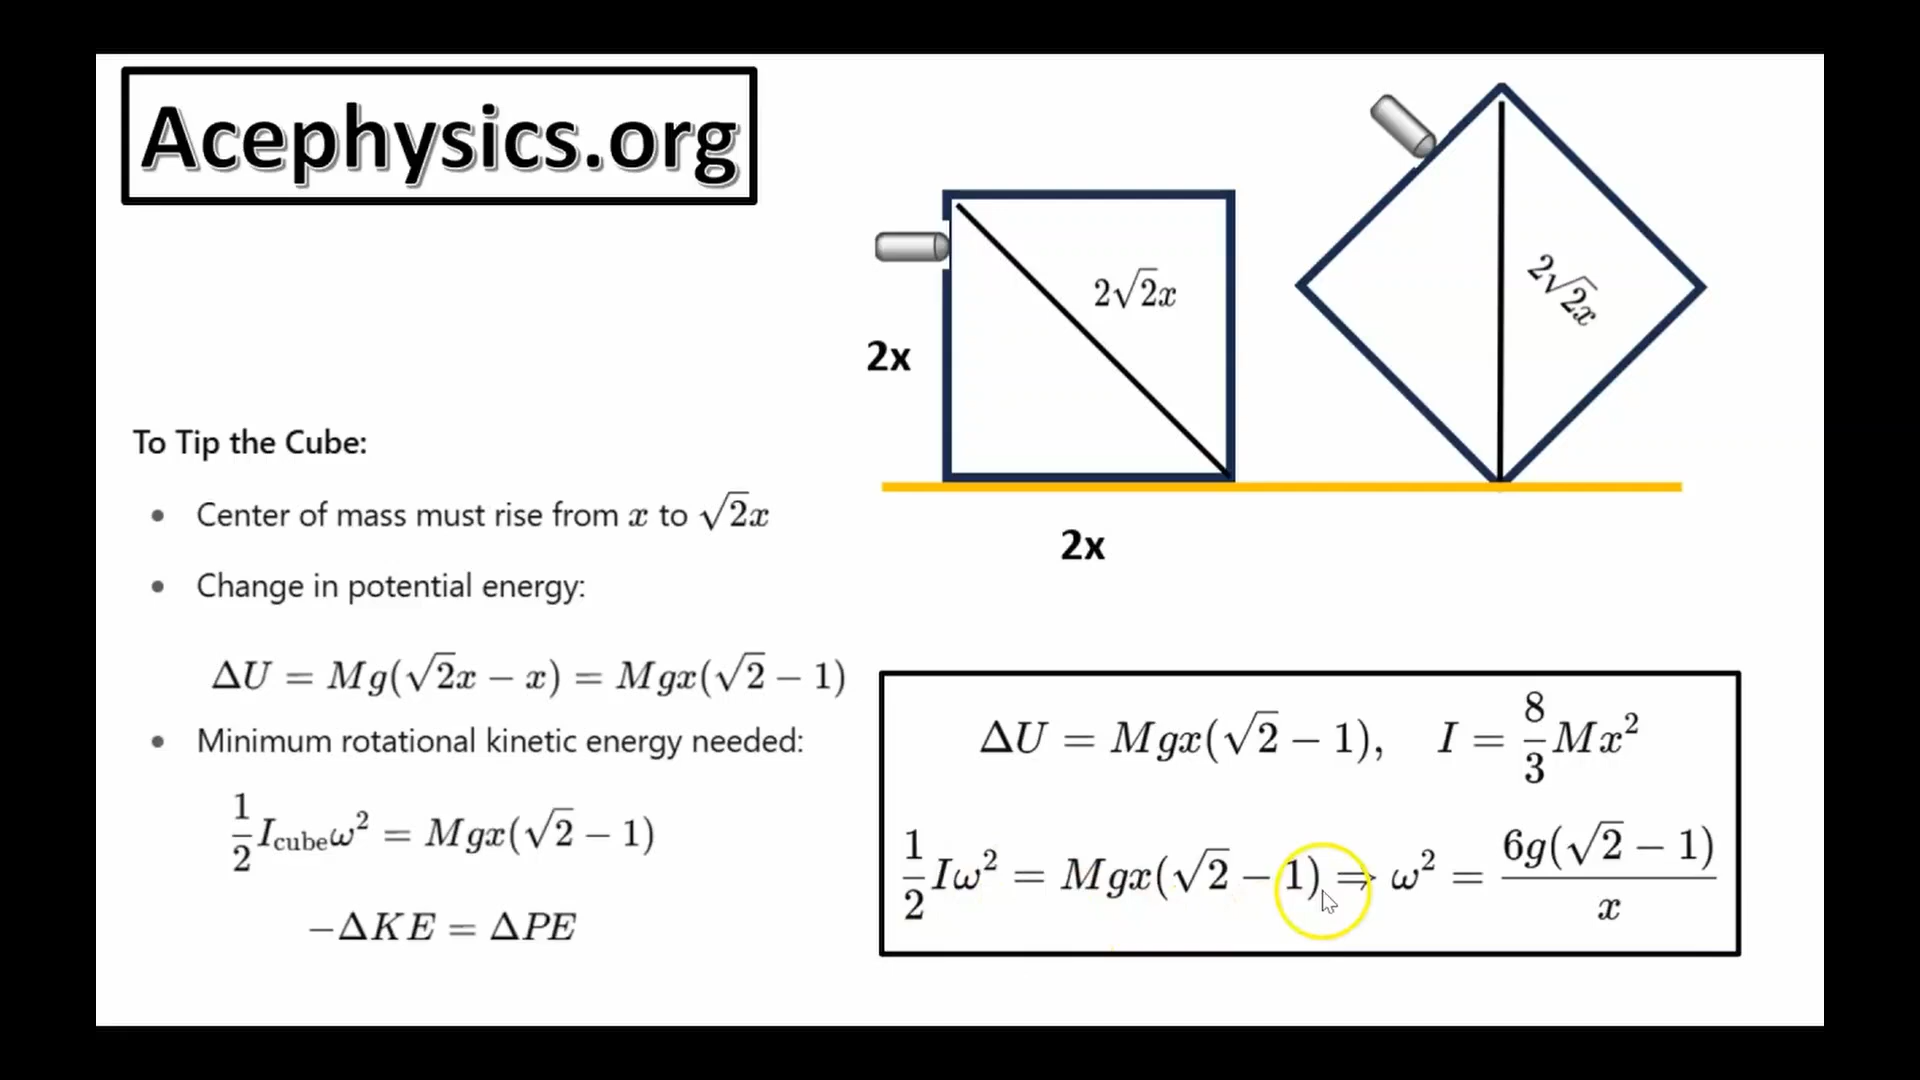 Acephysics.org
2√2x
2√2x
2x
2x
To Tip the Cube:
• Center of mass must rise from x to √2x
• Change in potential energy:
ΔU = Mg(√2x − x) = Mgx(√2 − 1)
• Minimum rotational kinetic energy needed:
1/2 I_cube ω² = Mgx(√2 − 1)
−ΔKE = ΔPE
ΔU = Mgx(√2 − 1), I = 8/3 Mx²
1/2 Iω² = Mgx(√2 − 1) ⇒ ω² = 6g(√2 − 1)/x